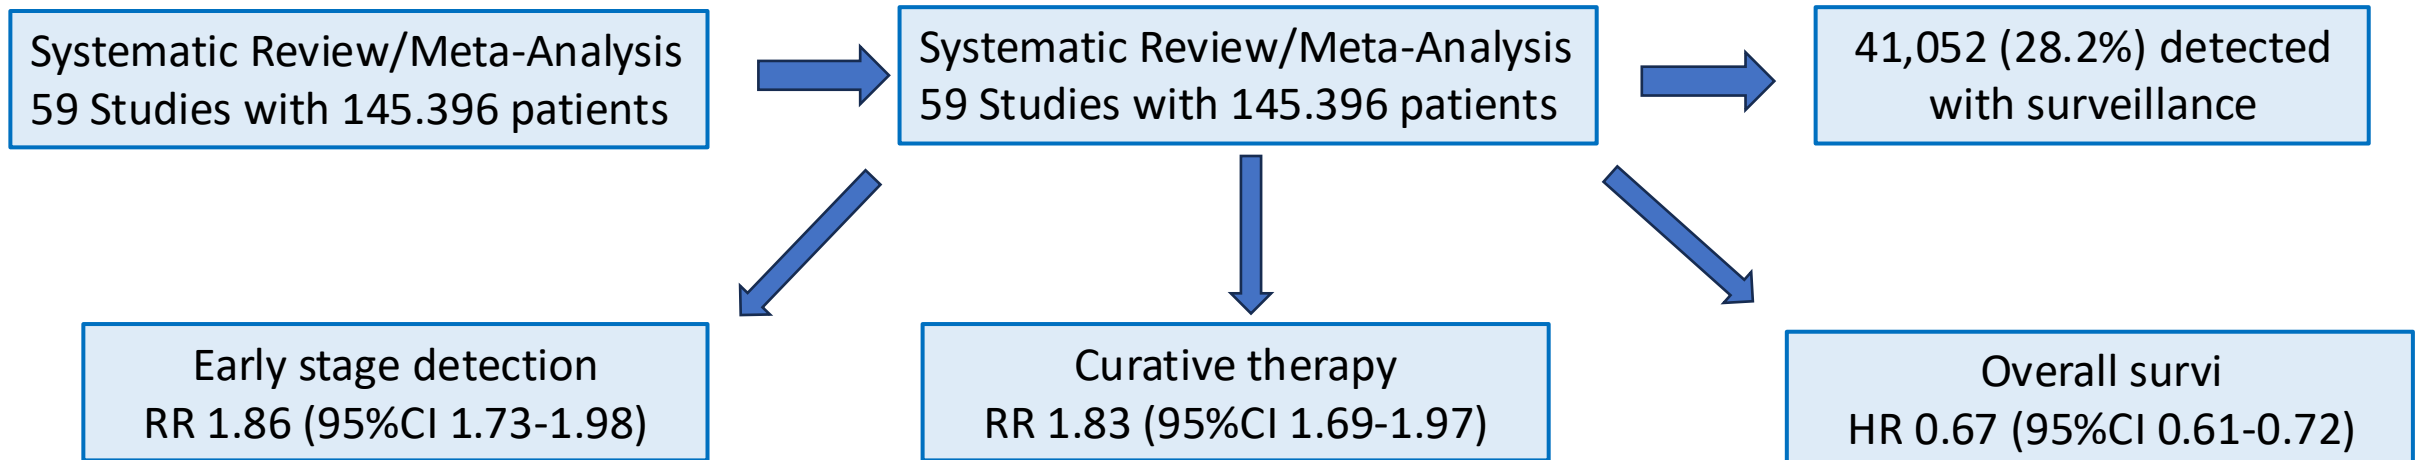 Systematic Review/Meta-Analysis
59 Studies with 145.396 patients
Systematic Review/Meta-Analysis
59 Studies with 145.396 patients
41,052 (28.2%) detected
with surveillance
Early stage detection
RR 1.86 (95%CI 1.73-1.98)
Curative therapy
RR 1.83 (95%CI 1.69-1.97)
Overall survi
HR 0.67 (95%CI 0.61-0.72)